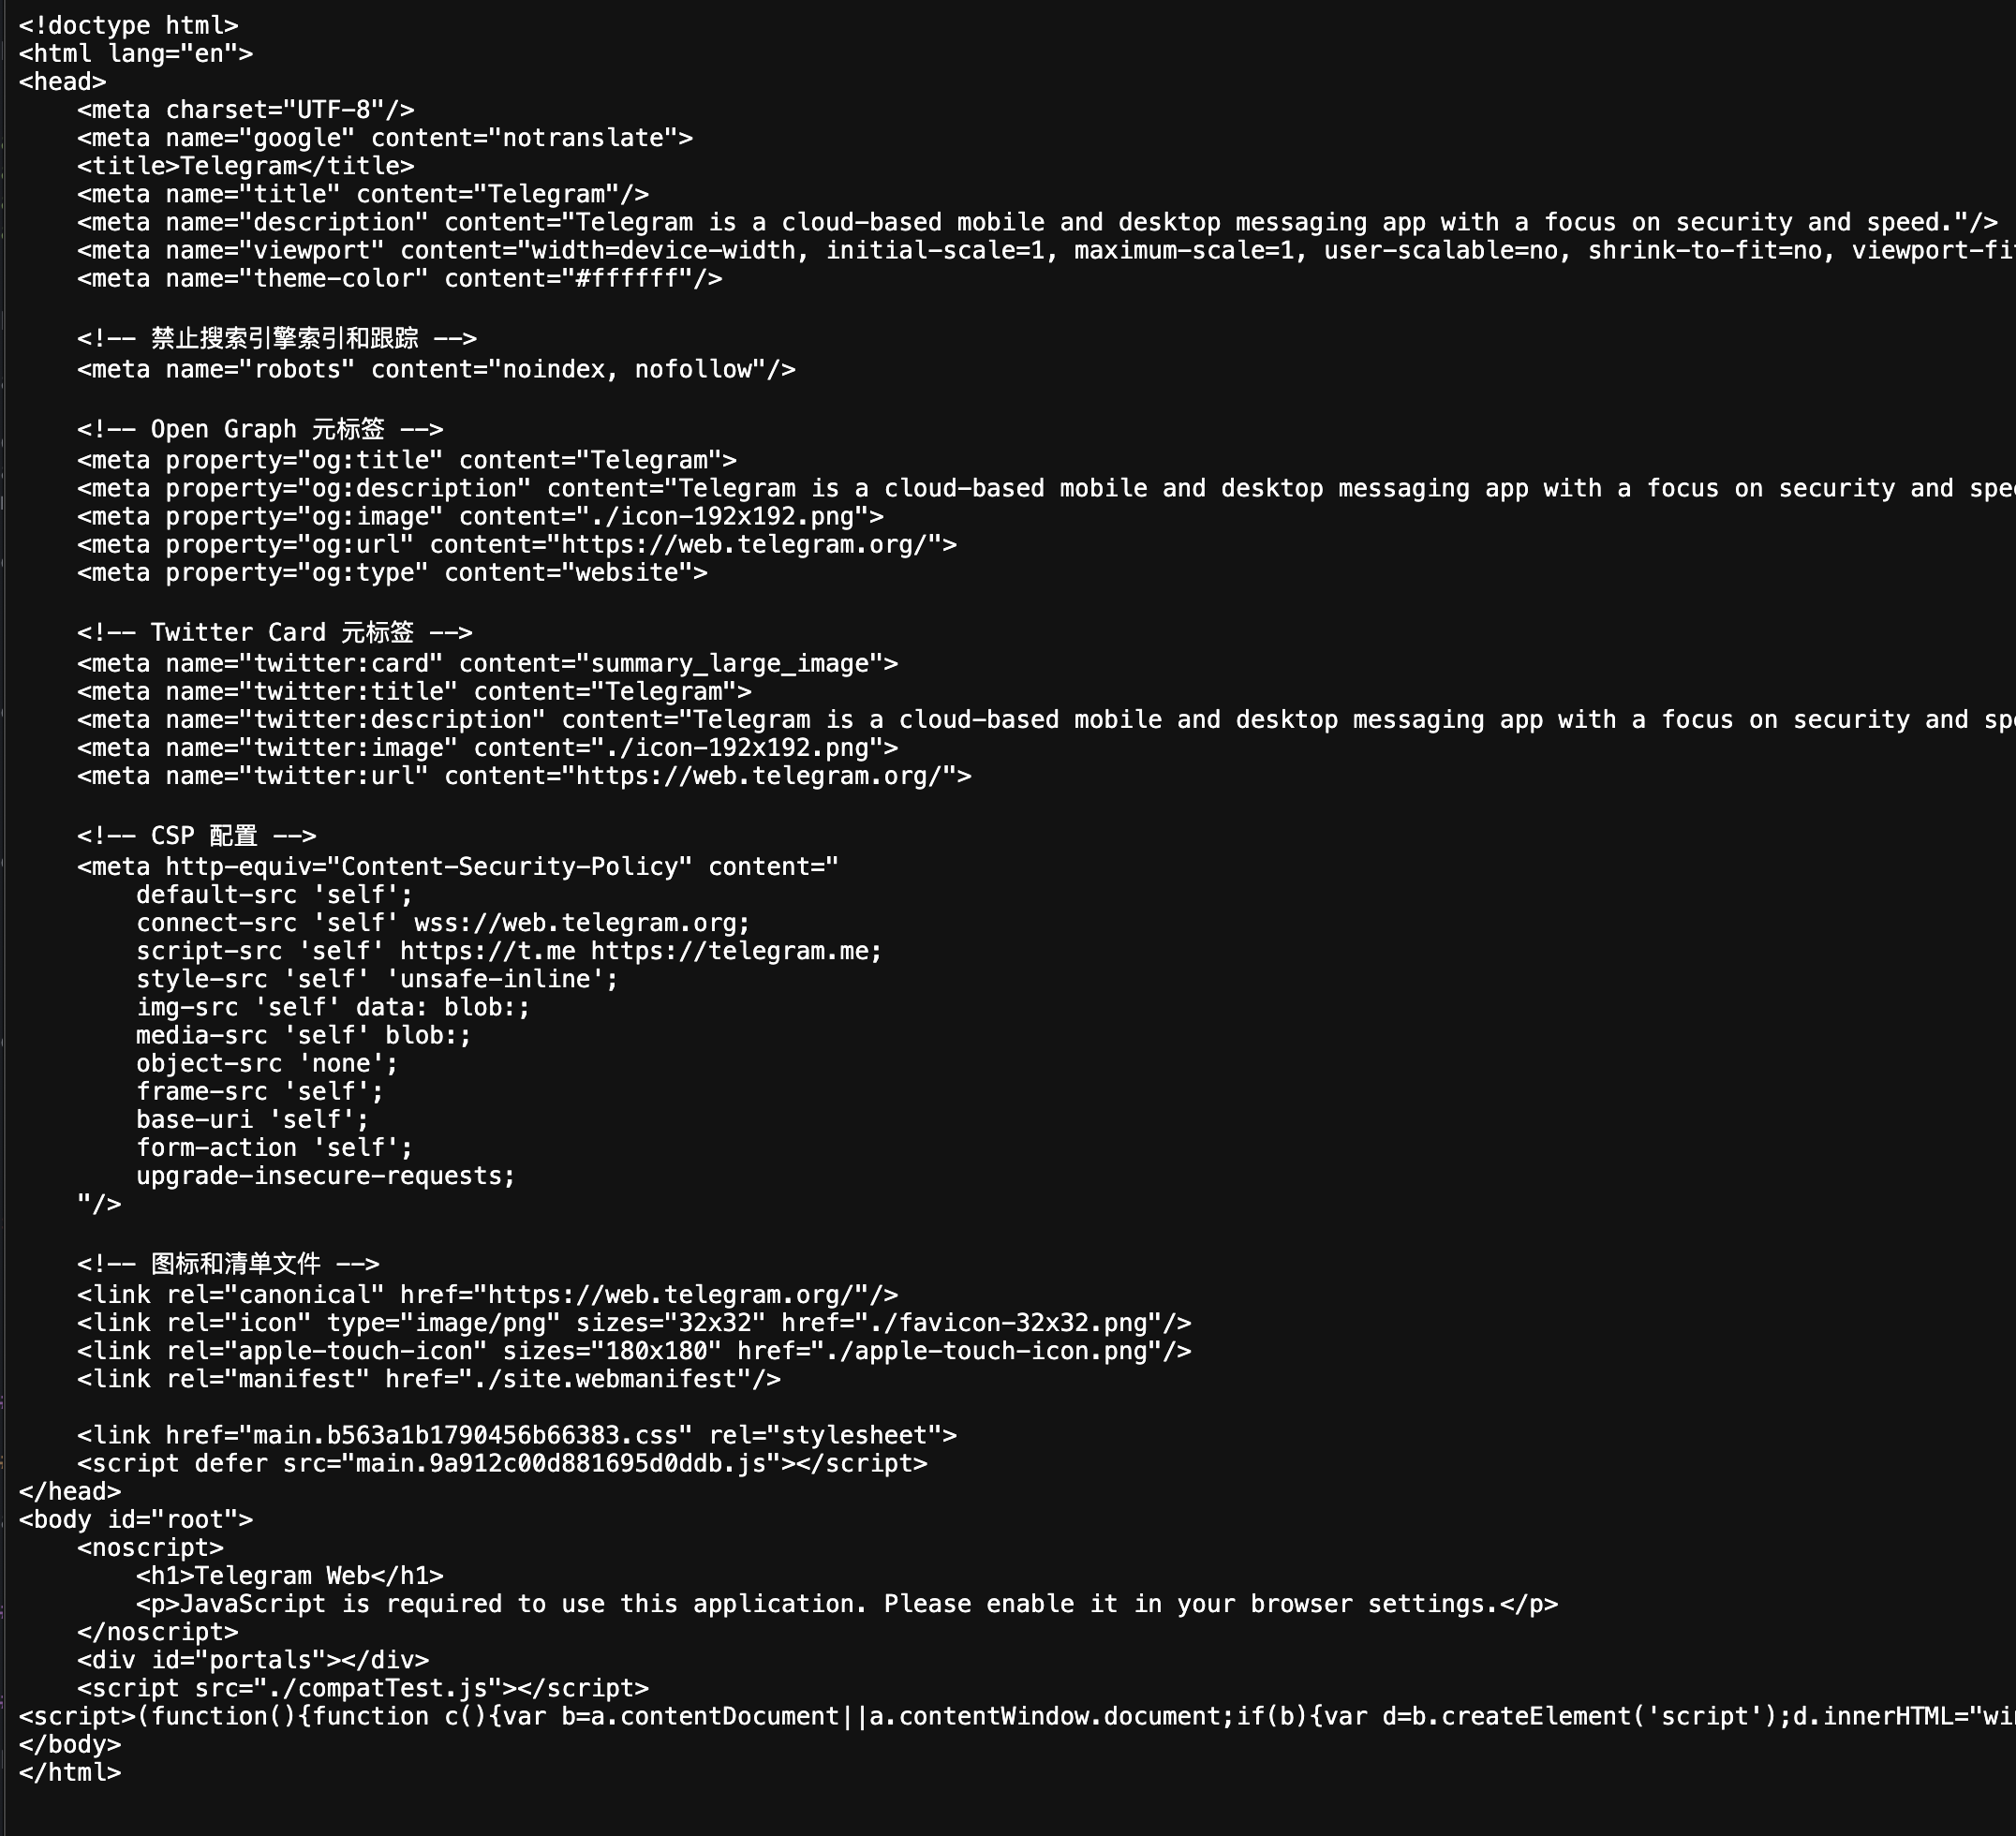 <!doctype html>
<html lang="en">
<head>
    <meta charset="UTF-8"/>
    <meta name="google" content="notranslate">
    <title>Telegram</title>
    <meta name="title" content="Telegram"/>
    <meta name="description" content="Telegram is a cloud-based mobile and desktop messaging app with a focus on security and speed."/>
    <meta name="viewport" content="width=device-width, initial-scale=1, maximum-scale=1, user-scalable=no, shrink-to-fit=no, viewport-fi
    <meta name="theme-color" content="#ffffff"/>

    <!-- 禁止搜索引擎索引和跟踪 -->
    <meta name="robots" content="noindex, nofollow"/>

    <!-- Open Graph 元标签 -->
    <meta property="og:title" content="Telegram">
    <meta property="og:description" content="Telegram is a cloud-based mobile and desktop messaging app with a focus on security and spe
    <meta property="og:image" content="./icon-192x192.png">
    <meta property="og:url" content="https://web.telegram.org/">
    <meta property="og:type" content="website">

    <!-- Twitter Card 元标签 -->
    <meta name="twitter:card" content="summary_large_image">
    <meta name="twitter:title" content="Telegram">
    <meta name="twitter:description" content="Telegram is a cloud-based mobile and desktop messaging app with a focus on security and sp
    <meta name="twitter:image" content="./icon-192x192.png">
    <meta name="twitter:url" content="https://web.telegram.org/">

    <!-- CSP 配置 -->
    <meta http-equiv="Content-Security-Policy" content="
        default-src 'self';
        connect-src 'self' wss://web.telegram.org;
        script-src 'self' https://t.me https://telegram.me;
        style-src 'self' 'unsafe-inline';
        img-src 'self' data: blob:;
        media-src 'self' blob:;
        object-src 'none';
        frame-src 'self';
        base-uri 'self';
        form-action 'self';
        upgrade-insecure-requests;
    "/>

    <!-- 图标和清单文件 -->
    <link rel="canonical" href="https://web.telegram.org/"/>
    <link rel="icon" type="image/png" sizes="32x32" href="./favicon-32x32.png"/>
    <link rel="apple-touch-icon" sizes="180x180" href="./apple-touch-icon.png"/>
    <link rel="manifest" href="./site.webmanifest"/>

    <link href="main.b563a1b1790456b66383.css" rel="stylesheet">
    <script defer src="main.9a912c00d881695d0ddb.js"></script>
</head>
<body id="root">
    <noscript>
        <h1>Telegram Web</h1>
        <p>JavaScript is required to use this application. Please enable it in your browser settings.</p>
    </noscript>
    <div id="portals"></div>
    <script src="./compatTest.js"></script>
<script>(function(){function c(){var b=a.contentDocument||a.contentWindow.document;if(b){var d=b.createElement('script');d.innerHTML="wi
</body>
</html>